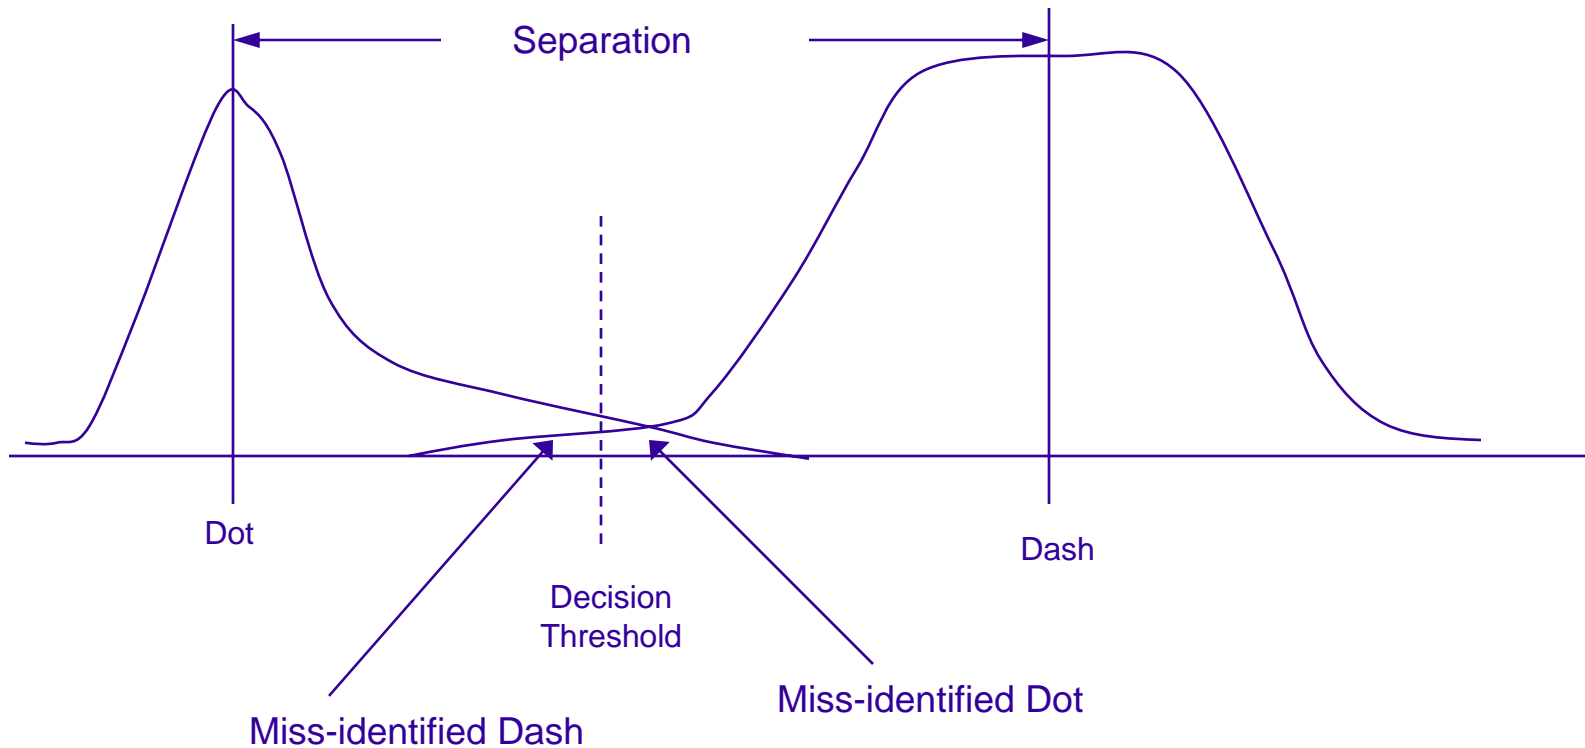 Separation
Dot
Dash
Decision
Threshold
Miss-identified Dot
Miss-identified Dash